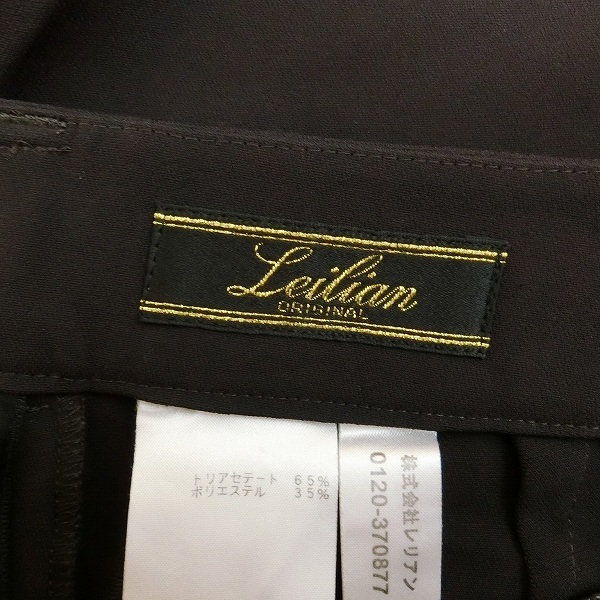 Leilian
ORIGINAL
トリアセテート 65%
ポリエステル 35%
株式会社レリアン
0120-370877